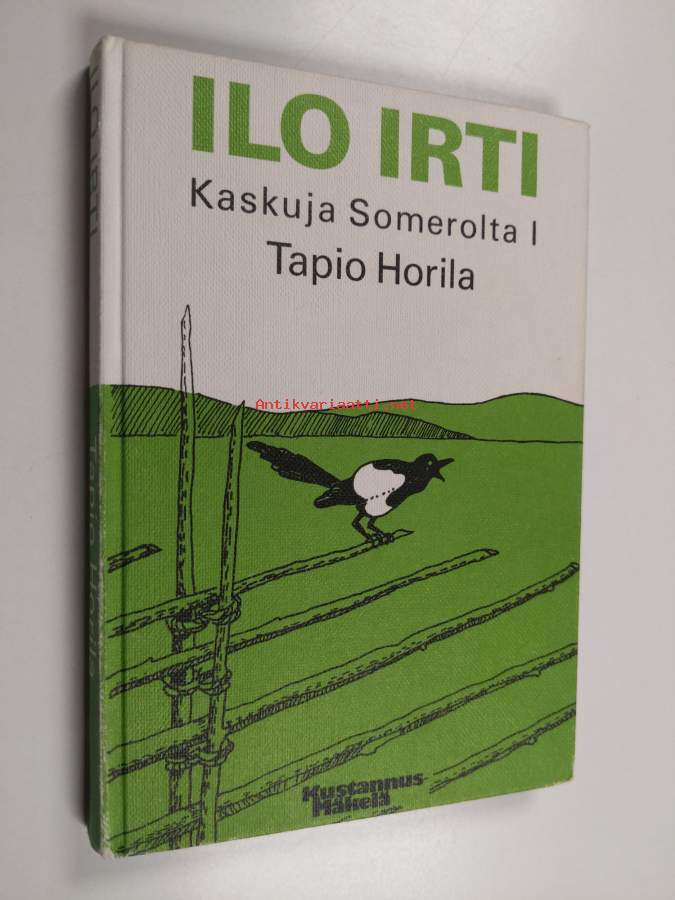 ILO IRTI
Kaskuja Somerolta I
Tapio Horila
Antikvariaatti.net
Kustannus-
Mäkelä
ILO IRTI
Tapio Horila